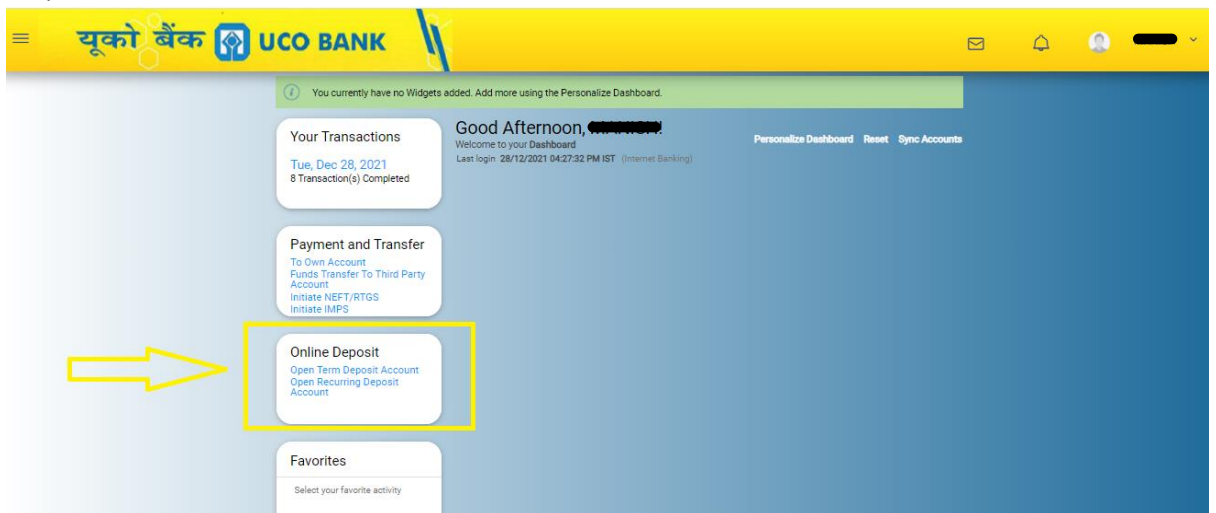 यूको बैंक UCO BANK
You currently have no Widgets added. Add more using the Personalize Dashboard.
Your Transactions
Tue, Dec 28, 2021
8 Transaction(s) Completed
Good Afternoon,
Welcome to your Dashboard
Last login 28/12/2021 04:27:32 PM IST (Internet Banking)
Personalize Dashboard Reset Sync Accounts
Payment and Transfer
To Own Account
Funds Transfer To Third Party
Account
Initiate NEFT/RTGS
Initiate IMPS
Online Deposit
Open Term Deposit Account
Open Recurring Deposit
Account
Favorites
Select your favorite activity